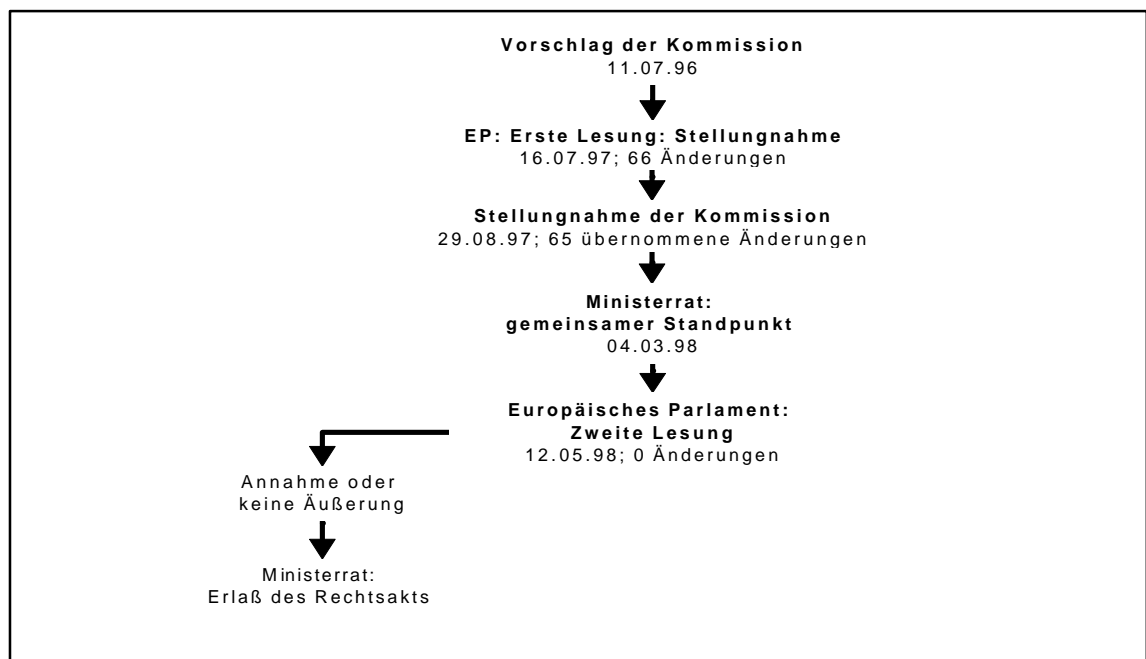 Vorschlag der Kommission
11.07.96
EP: Erste Lesung: Stellungnahme
16.07.97; 66 Änderungen
Stellungnahme der Kommission
29.08.97; 65 übernommene Änderungen
Ministerrat:
gemeinsamer Standpunkt
04.03.98
Europäisches Parlament:
Zweite Lesung
12.05.98; 0 Änderungen
Annahme oder
keine Äußerung
Ministerrat:
Erlaß des Rechtsakts